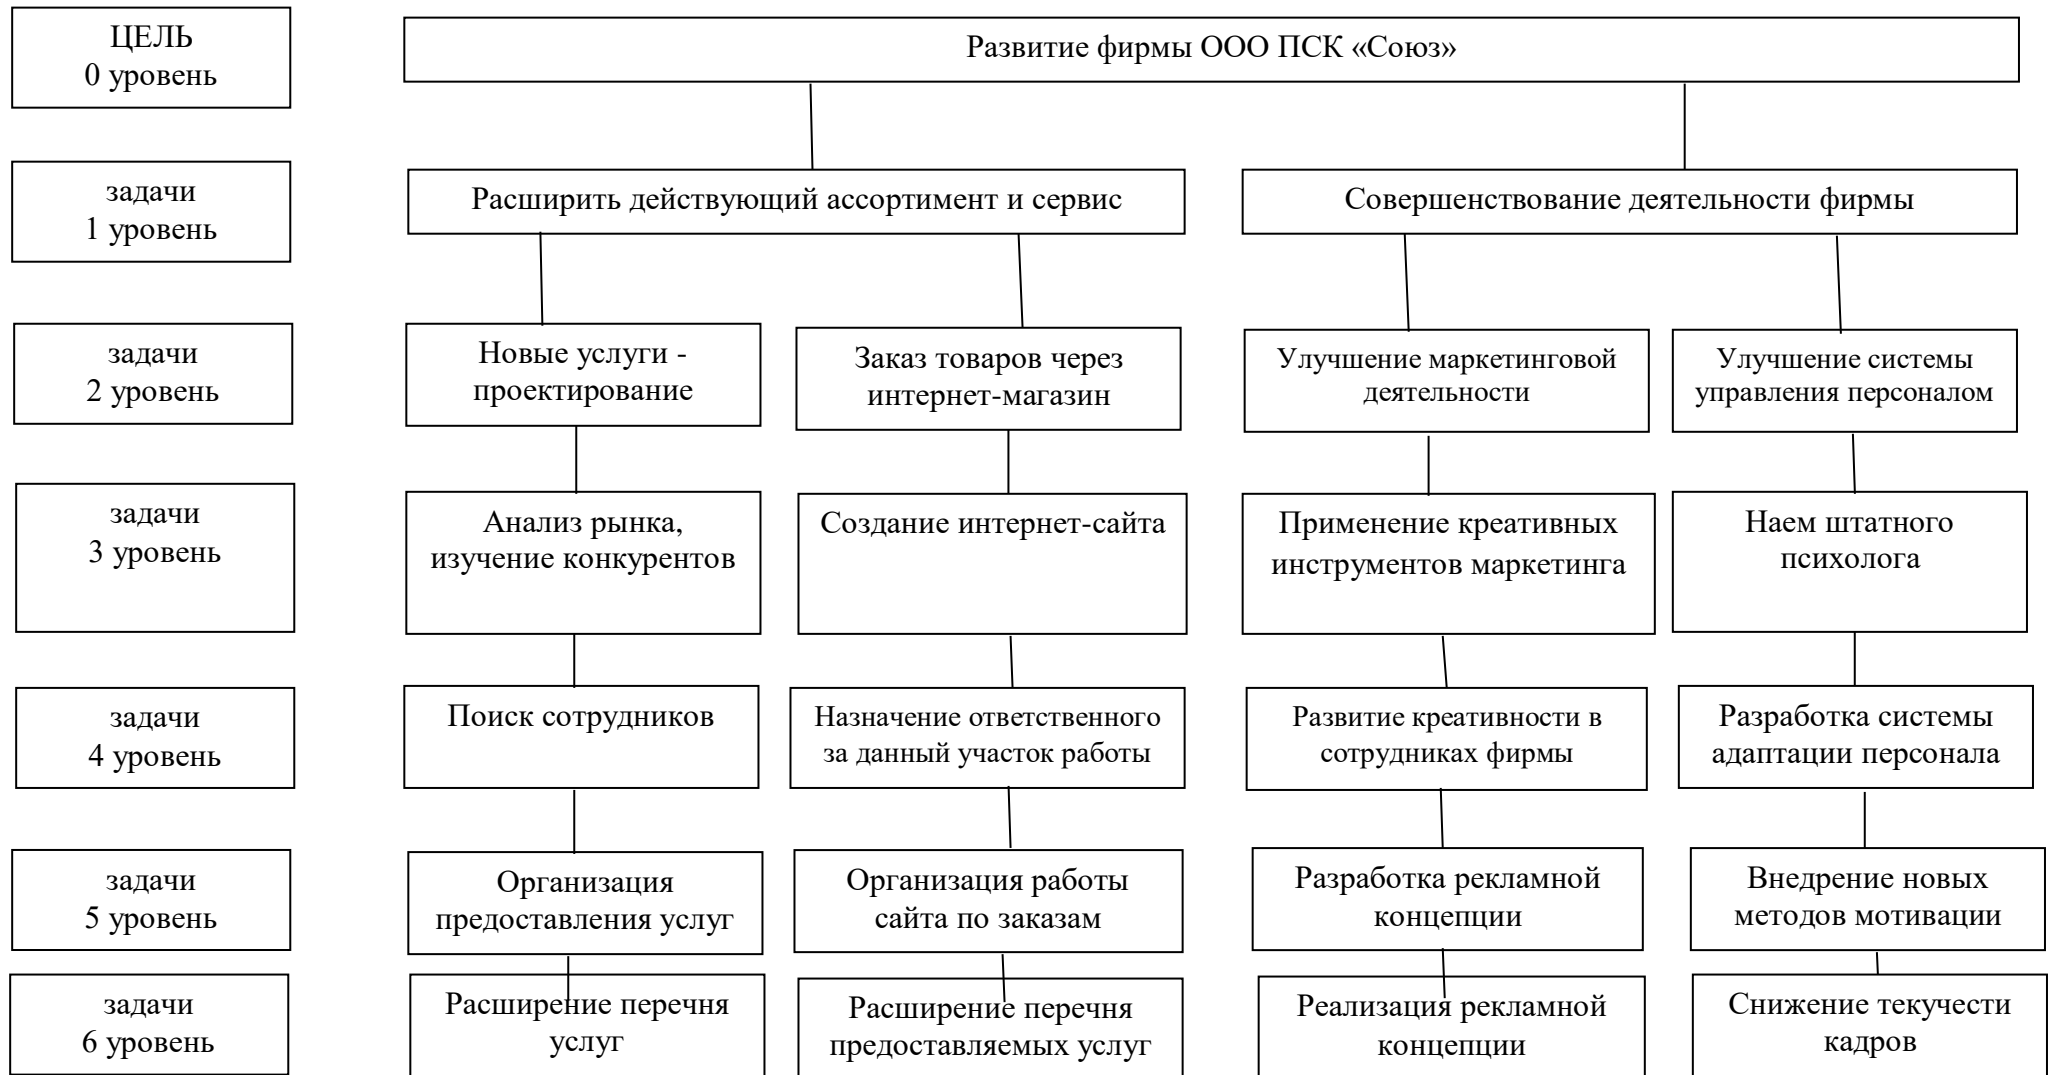 ЦЕЛЬ
0 уровень
Развитие фирмы ООО ПСК «Союз»
задачи
1 уровень
Расширить действующий ассортимент и сервис
Совершенствование деятельности фирмы
задачи
2 уровень
Новые услуги -
проектирование
Заказ товаров через
интернет-магазин
Улучшение маркетинговой
деятельности
Улучшение системы
управления персоналом
задачи
3 уровень
Анализ рынка,
изучение конкурентов
Создание интернет-сайта
Применение креативных
инструментов маркетинга
Наем штатного
психолога
задачи
4 уровень
Поиск сотрудников
Назначение ответственного
за данный участок работы
Развитие креативности в
сотрудниках фирмы
Разработка системы
адаптации персонала
задачи
5 уровень
Организация
предоставления услуг
Организация работы
сайта по заказам
Разработка рекламной
концепции
Внедрение новых
методов мотивации
задачи
6 уровень
Расширение перечня
услуг
Расширение перечня
предоставляемых услуг
Реализация рекламной
концепции
Снижение текучести
кадров